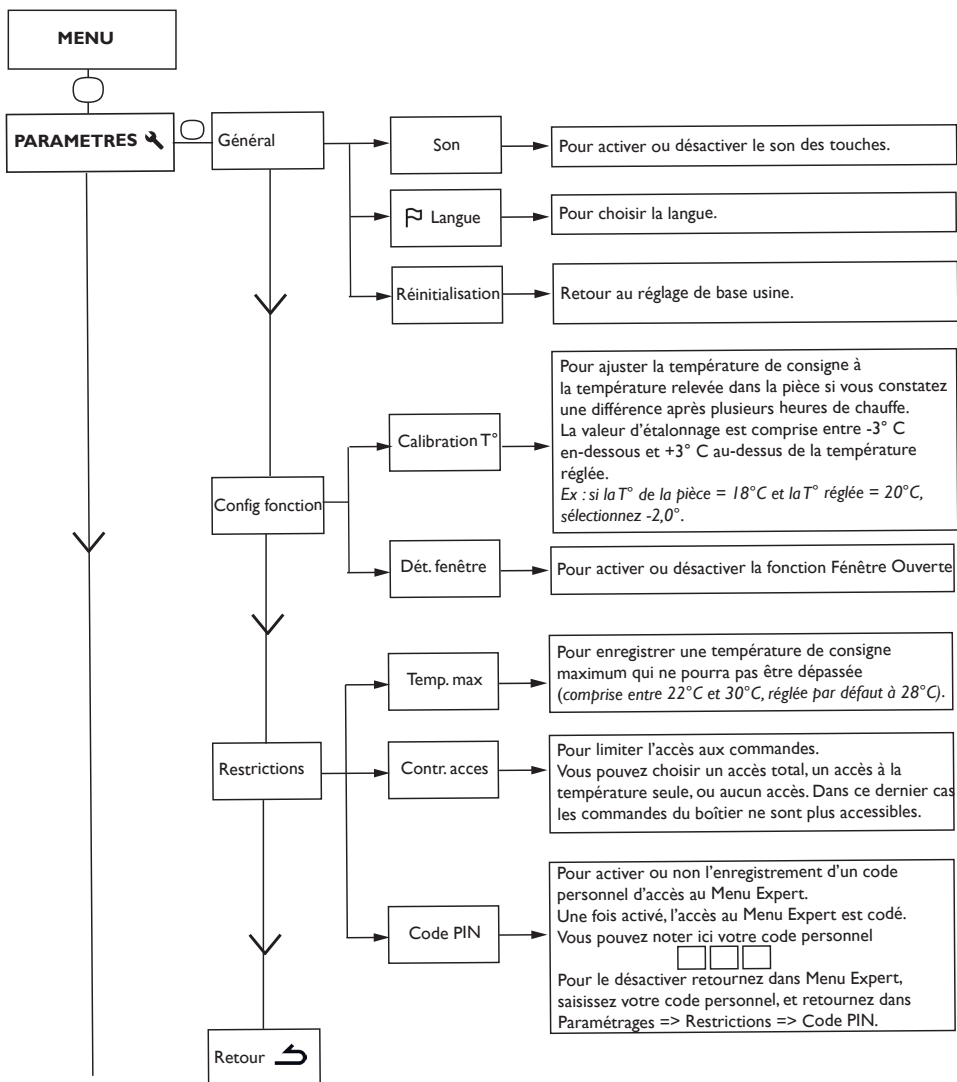 MENU
PARAMETRES
Général
Son
Pour activer ou désactiver le son des touches.
Langue
Pour choisir la langue.
Réinitialisation
Retour au réglage de base usine.
Config fonction
Calibration T°
Pour ajuster la température de consigne à
la température relevée dans la pièce si vous constatez
une différence après plusieurs heures de chauffe.
La valeur d'étalonnage est comprise entre -3° C
en-dessous et +3° C au-dessus de la température
réglée.
Ex : si la T° de la pièce = 18°C et la T° réglée = 20°C,
sélectionnez -2,0°.
Dét. fenêtre
Pour activer ou désactiver la fonction Fénêtre Ouverte
Restrictions
Temp. max
Pour enregistrer une température de consigne
maximum qui ne pourra pas être dépassée
(comprise entre 22°C et 30°C, réglée par défaut à 28°C).
Contr. acces
Pour limiter l'accès aux commandes.
Vous pouvez choisir un accès total, un accès à la
température seule, ou aucun accès. Dans ce dernier cas
les commandes du boîtier ne sont plus accessibles.
Code PIN
Pour activer ou non l'enregistrement d'un code
personnel d'accès au Menu Expert.
Une fois activé, l'accès au Menu Expert est codé.
Vous pouvez noter ici votre code personnel
Pour le désactiver retournez dans Menu Expert,
saisissez votre code personnel, et retournez dans
Paramétrages => Restrictions => Code PIN.
Retour